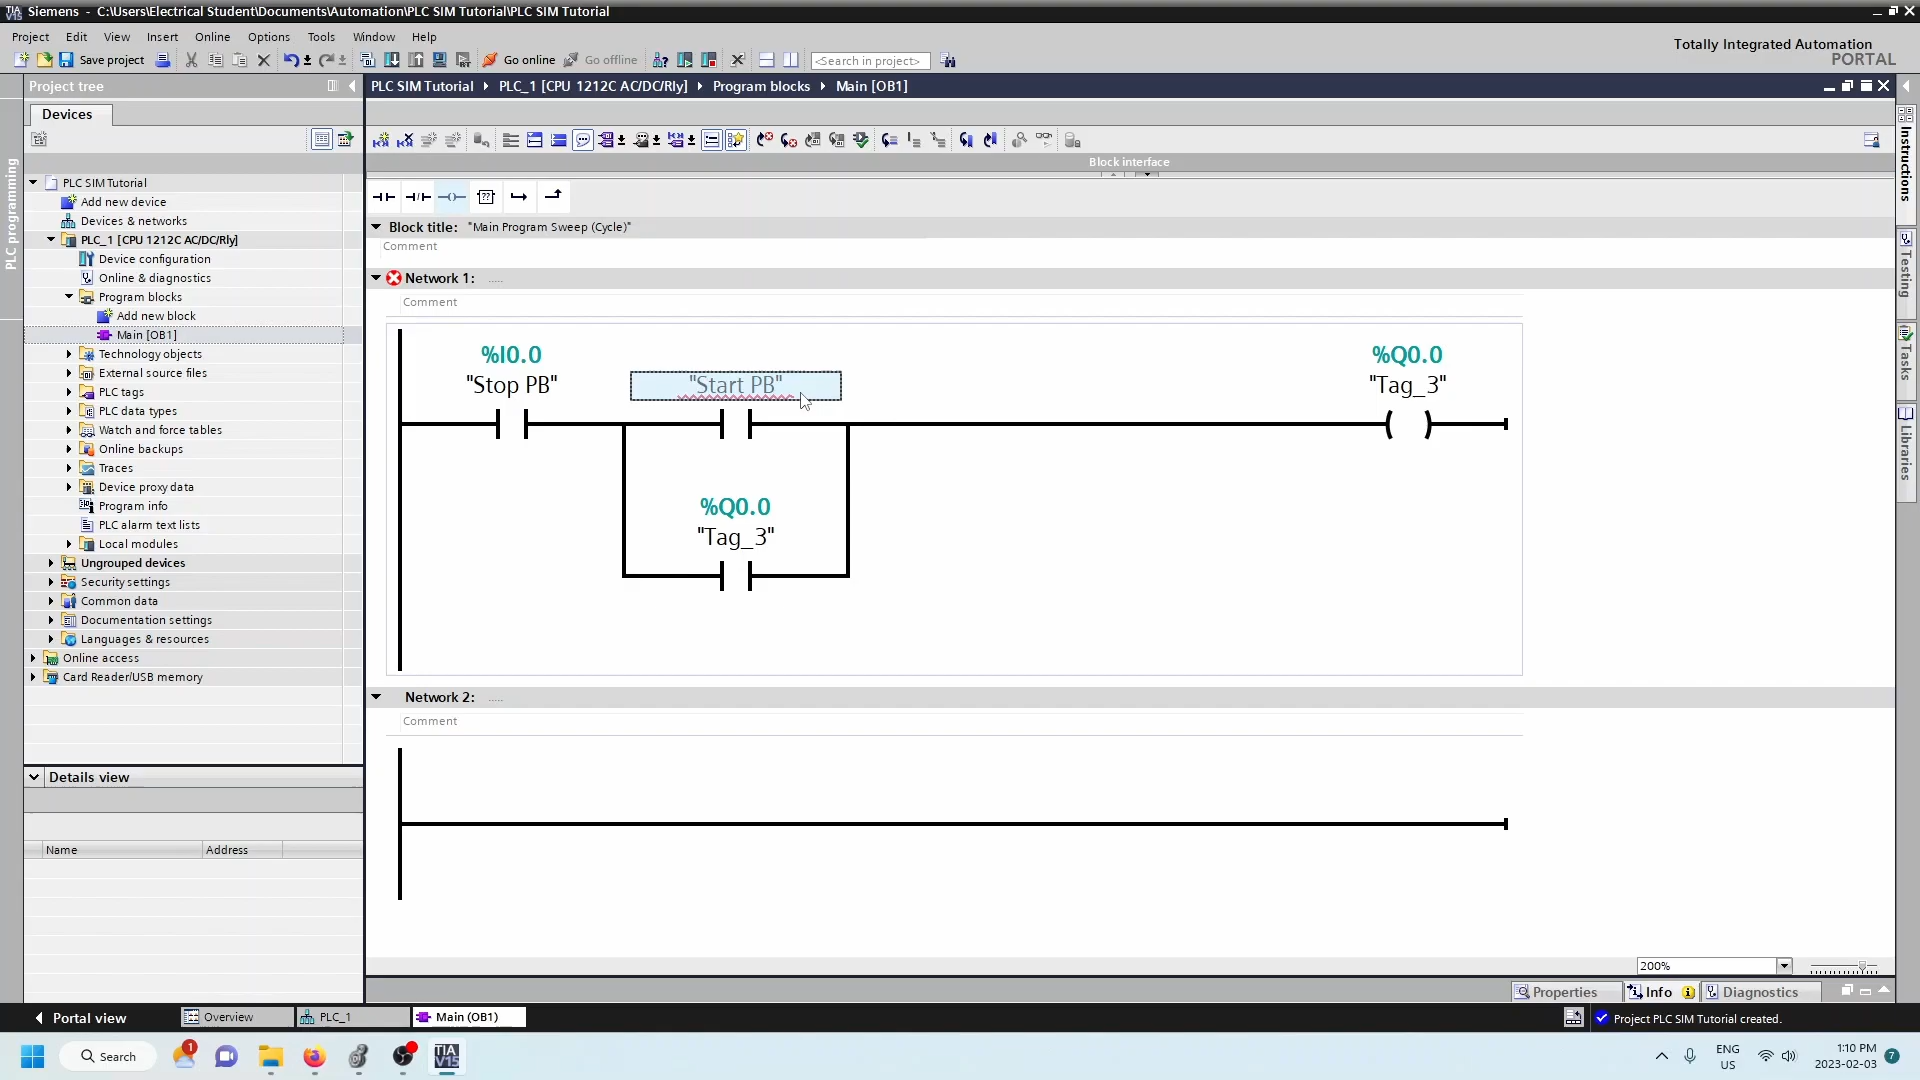 Siemens - C:\Users\Electrical Student\Documents\Automation\PLC SIM Tutorial\PLC SIM Tutorial
Project Edit View Insert Online Options Tools Window Help
Totally Integrated Automation
PORTAL
Save project
Go online
Go offline
<Search in project>
Project tree
PLC SIM Tutorial
PLC_1 [CPU 1212C AC/DC/Rly]
Program blocks
Main [OB1]
Devices
Block interface
PLC SIM Tutorial
Add new device
Devices & networks
PLC_1 [CPU 1212C AC/DC/Rly]
Device configuration
Online & diagnostics
Program blocks
Add new block
Main [OB1]
Technology objects
External source files
PLC tags
PLC data types
Watch and force tables
Online backups
Traces
Device proxy data
Program info
PLC alarm text lists
Local modules
Ungrouped devices
Security settings
Common data
Documentation settings
Languages & resources
Online access
Card Reader/USB memory
Details view
Name Address
PLC programming
Block title: "Main Program Sweep (Cycle)"
Comment
Network 1: .....
Comment
%I0.0
"Stop PB"
"Start PB"
%Q0.0
"Tag_3"
%Q0.0
"Tag_3"
Network 2: .....
Comment
200%
Instructions
Testing
Tasks
Libraries
Properties
Info
Diagnostics
Portal view
Overview
PLC_1
Main (OB1)
Project PLC SIM Tutorial created.
Search
1
TIA
V15
ENG
US
1:10 PM
2023-02-03
7